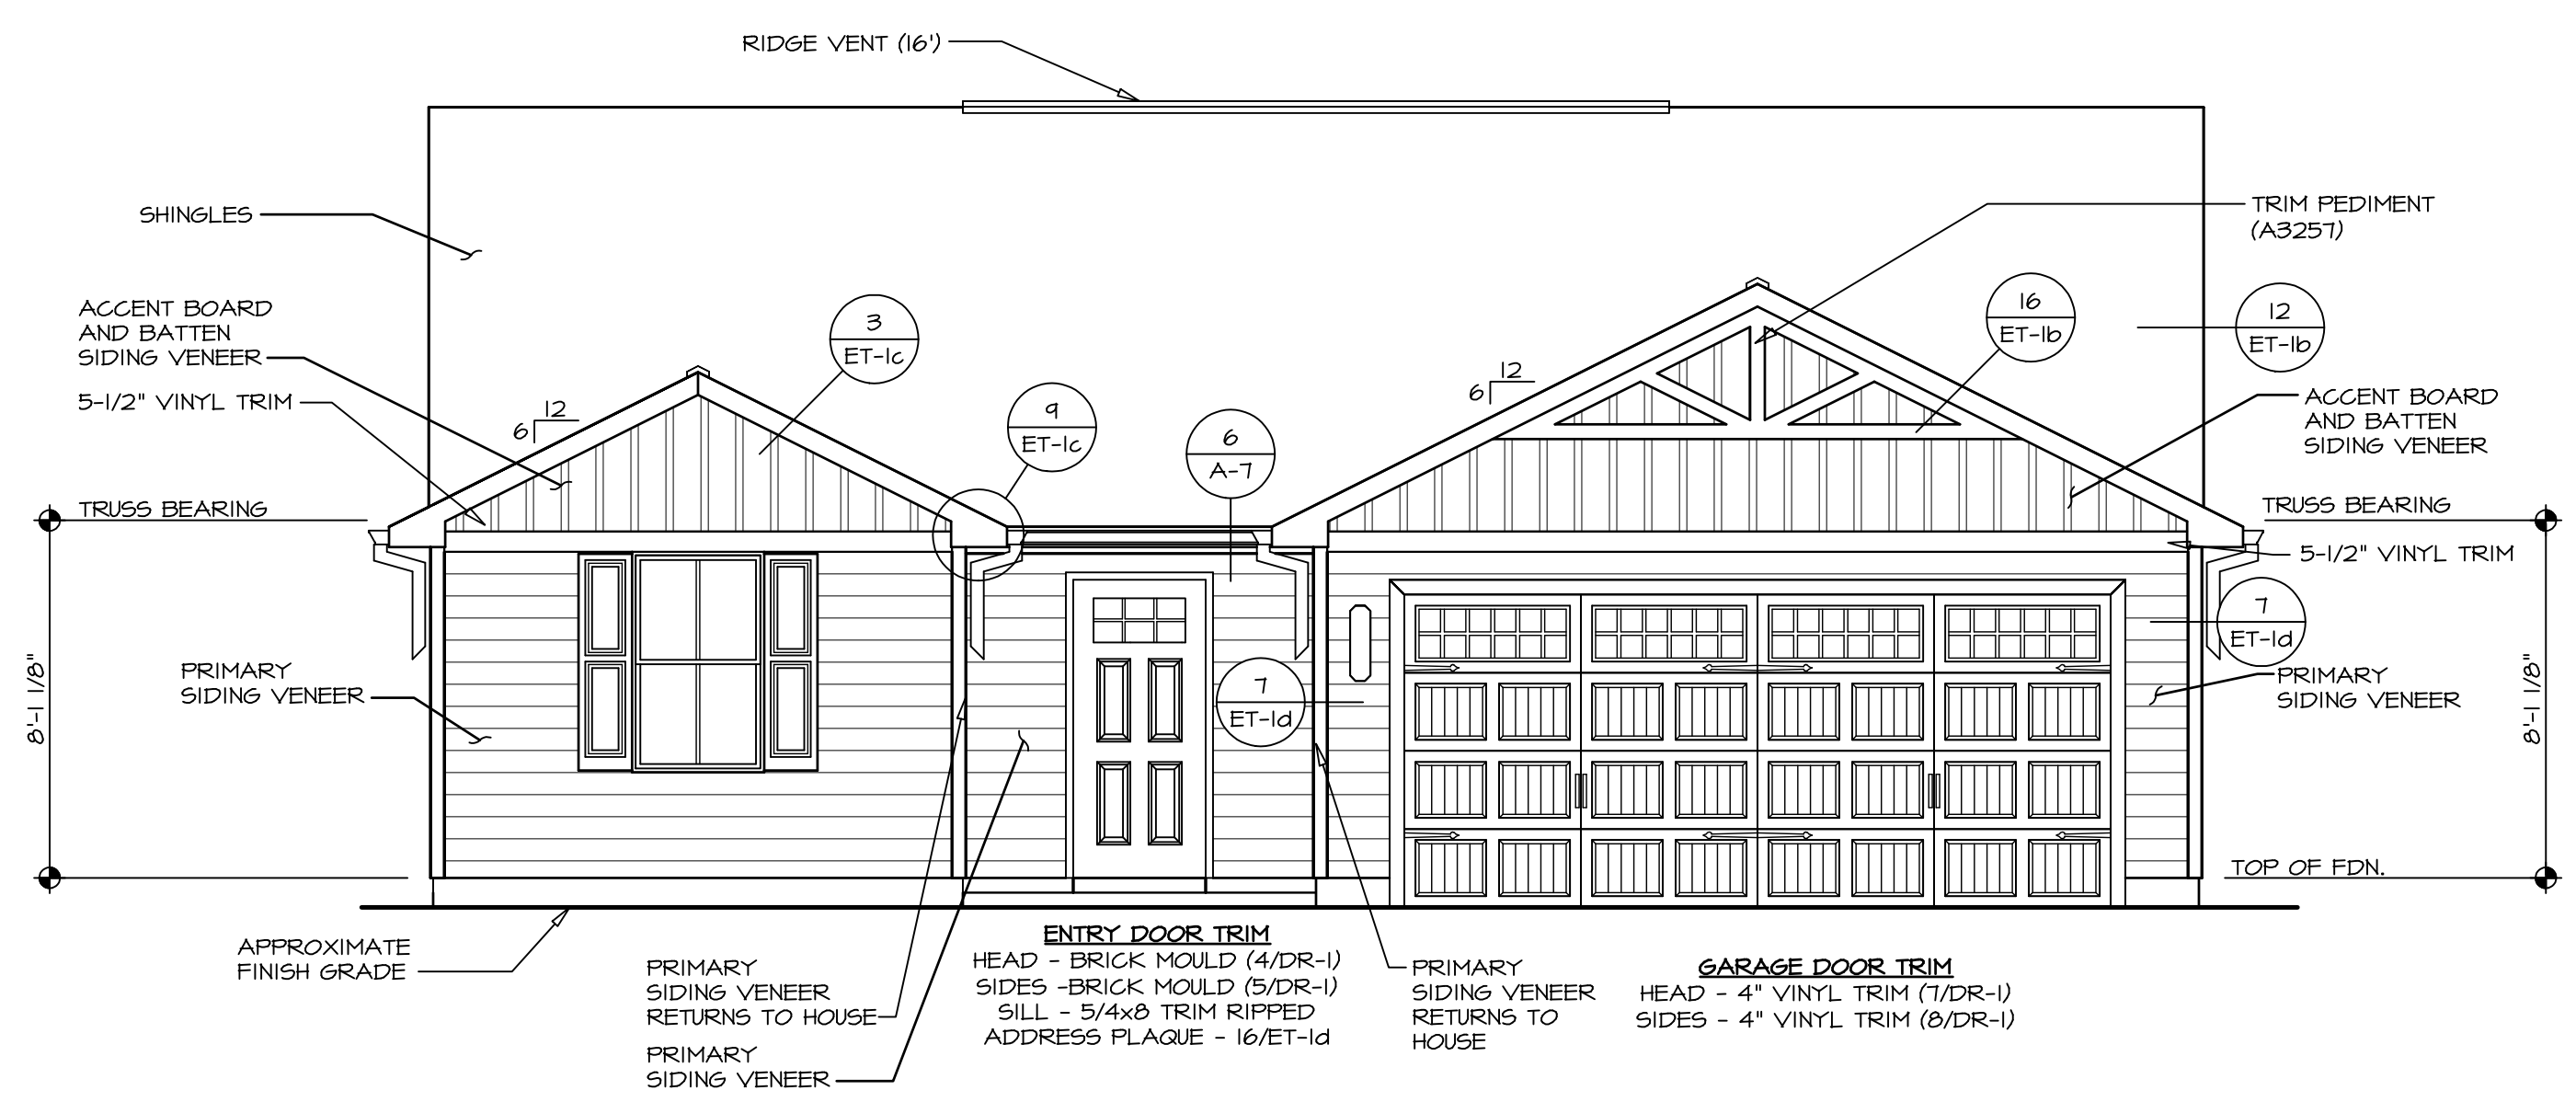 RIDGE VENT (16')
SHINGLES
TRIM PEDIMENT
(A3257)
ACCENT BOARD
AND BATTEN
SIDING VENEER
3
ET-1c
16
ET-1b
12
ET-1b
5-1/2" VINYL TRIM
12
6
9
ET-1c
6
A-7
12
6
ACCENT BOARD
AND BATTEN
SIDING VENEER
TRUSS BEARING
TRUSS BEARING
5-1/2" VINYL TRIM
7
ET-1d
8'-1 1/8"
PRIMARY
SIDING VENEER
7
ET-1d
PRIMARY
SIDING VENEER
8'-1 1/8"
TOP OF FDN.
APPROXIMATE
FINISH GRADE
PRIMARY
SIDING VENEER
RETURNS TO HOUSE
PRIMARY
SIDING VENEER
ENTRY DOOR TRIM
HEAD - BRICK MOULD (4/DR-1)
SIDES -BRICK MOULD (5/DR-1)
SILL - 5/4x8 TRIM RIPPED
ADDRESS PLAQUE - 16/ET-1d
PRIMARY
SIDING VENEER
RETURNS TO
HOUSE
GARAGE DOOR TRIM
HEAD - 4" VINYL TRIM (7/DR-1)
SIDES - 4" VINYL TRIM (8/DR-1)